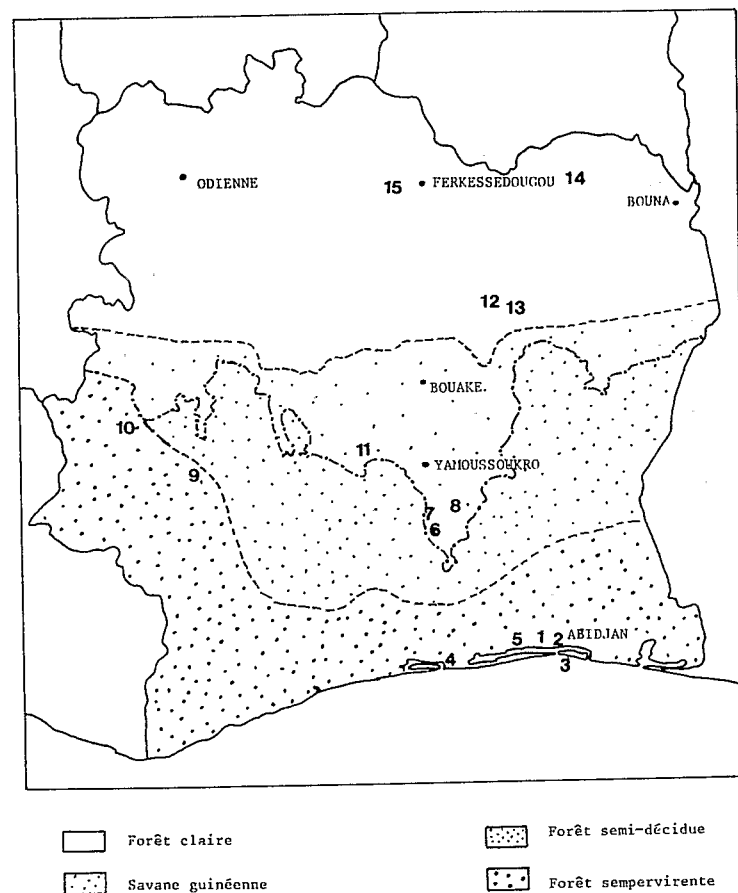 ODIENNE
15 FERKESSEDOUGOU 14
BOUNA
12 13
BOUAKE.
10
11
YAMOUSSOUKRO
9
8
7
6
5 1 2 ABIDJAN
4
3
Forêt claire
Forêt semi-décidue
Savane guinéenne
Forêt sempervirente